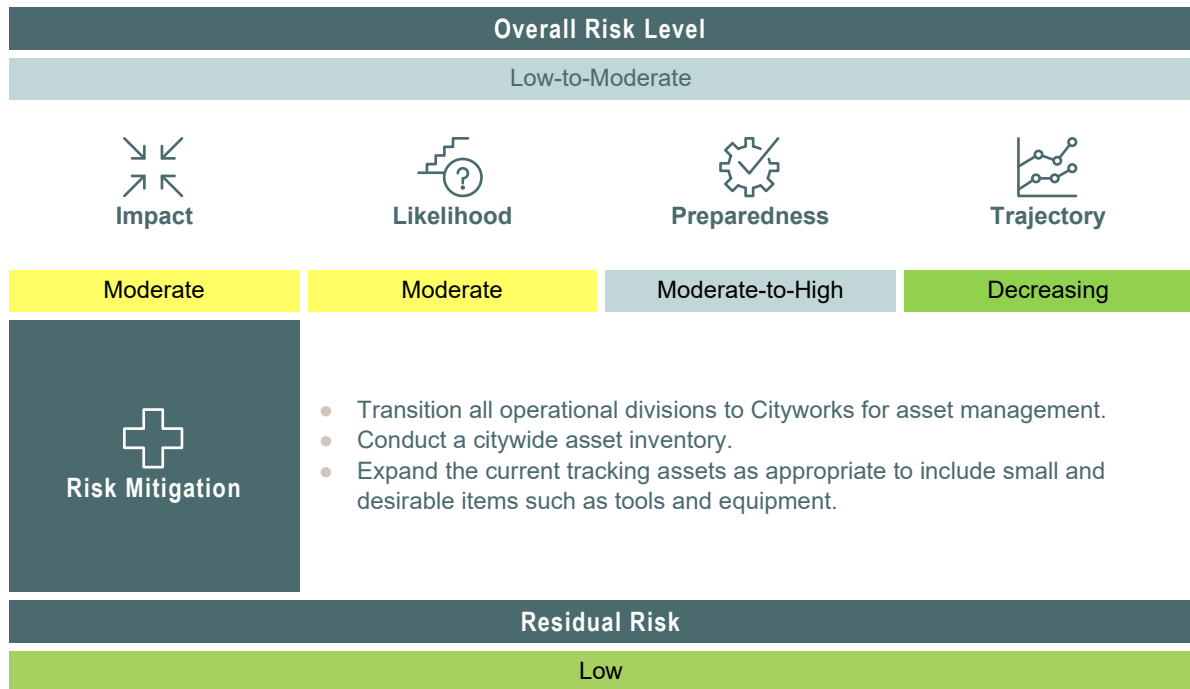 Overall Risk Level
Low-to-Moderate
Impact
Likelihood
?
Preparedness
Trajectory
Moderate
Moderate
Moderate-to-High
Decreasing
Risk Mitigation
● Transition all operational divisions to Cityworks for asset management.
● Conduct a citywide asset inventory.
● Expand the current tracking assets as appropriate to include small and
desirable items such as tools and equipment.
Residual Risk
Low